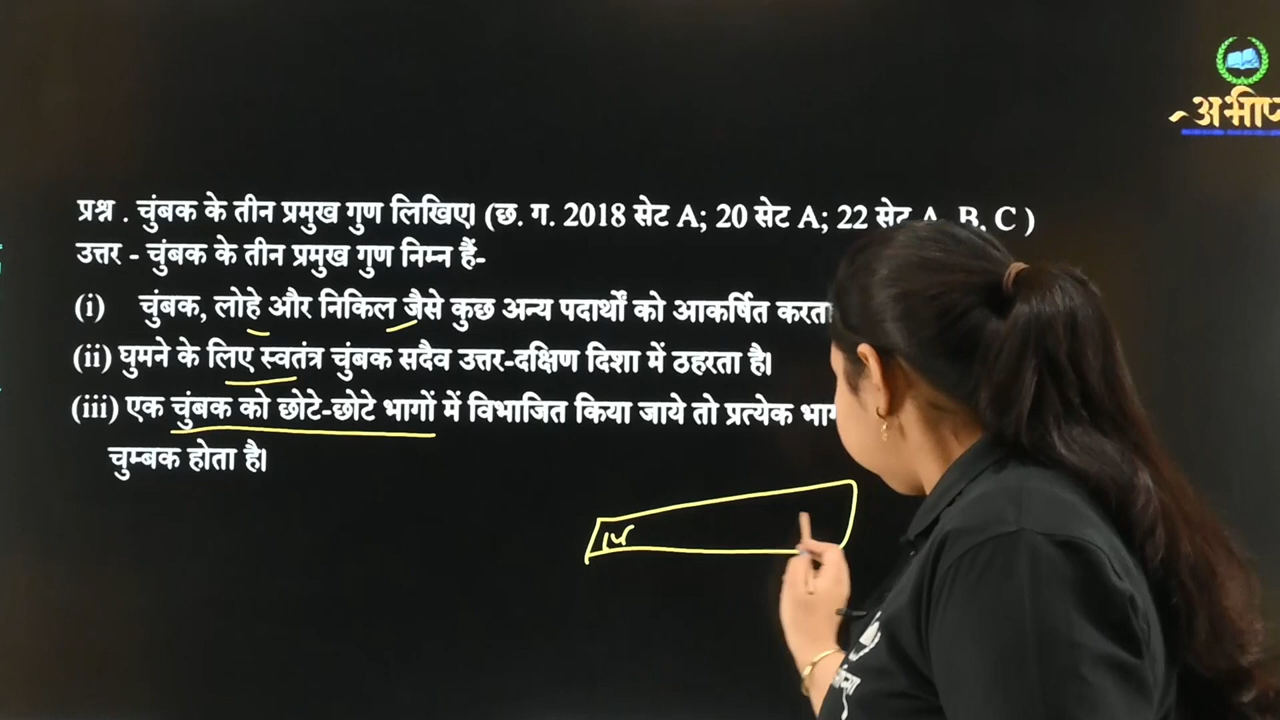 अभीप्
प्रश्न . चुंबक के तीन प्रमुख गुण लिखिए। (छ. ग. 2018 सेट A; 20 सेट A; 22 सेट A, B, C )
उत्तर - चुंबक के तीन प्रमुख गुण निम्न हैं-
(i) चुंबक, लोहे और निकिल जैसे कुछ अन्य पदार्थों को आकर्षित करता
(ii) घुमने के लिए स्वतंत्र चुंबक सदैव उत्तर-दक्षिण दिशा में ठहरता है।
(iii) एक चुंबक को छोटे-छोटे भागों में विभाजित किया जाये तो प्रत्येक भाग
चुम्बक होता है।